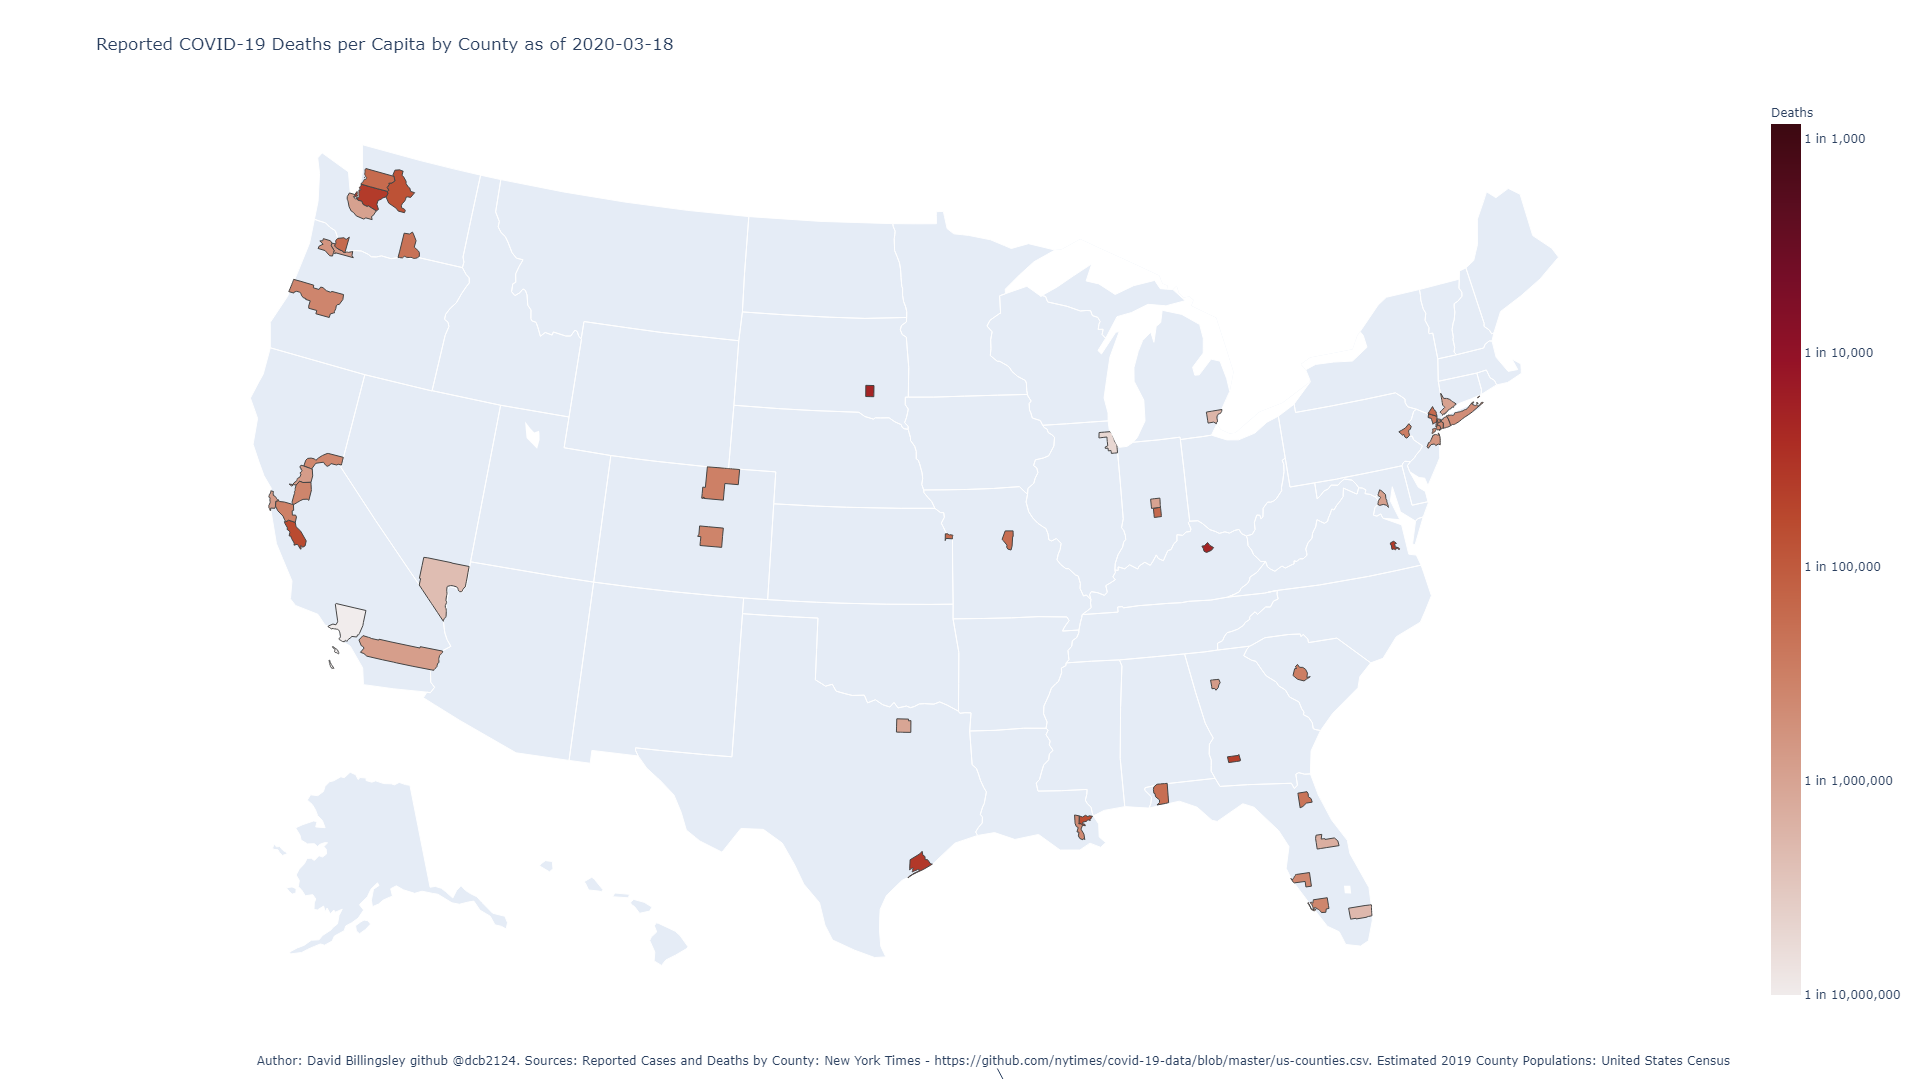 Reported COVID-19 Deaths per Capita by County as of 2020-03-18
Deaths
1 in 1,000
1 in 10,000
1 in 100,000
1 in 1,000,000
1 in 10,000,000
Author: David Billingsley github @dcb2124. Sources: Reported Cases and Deaths by County: New York Times - https://github.com/nytimes/covid-19-data/blob/master/us-counties.csv. Estimated 2019 County Populations: United States Census